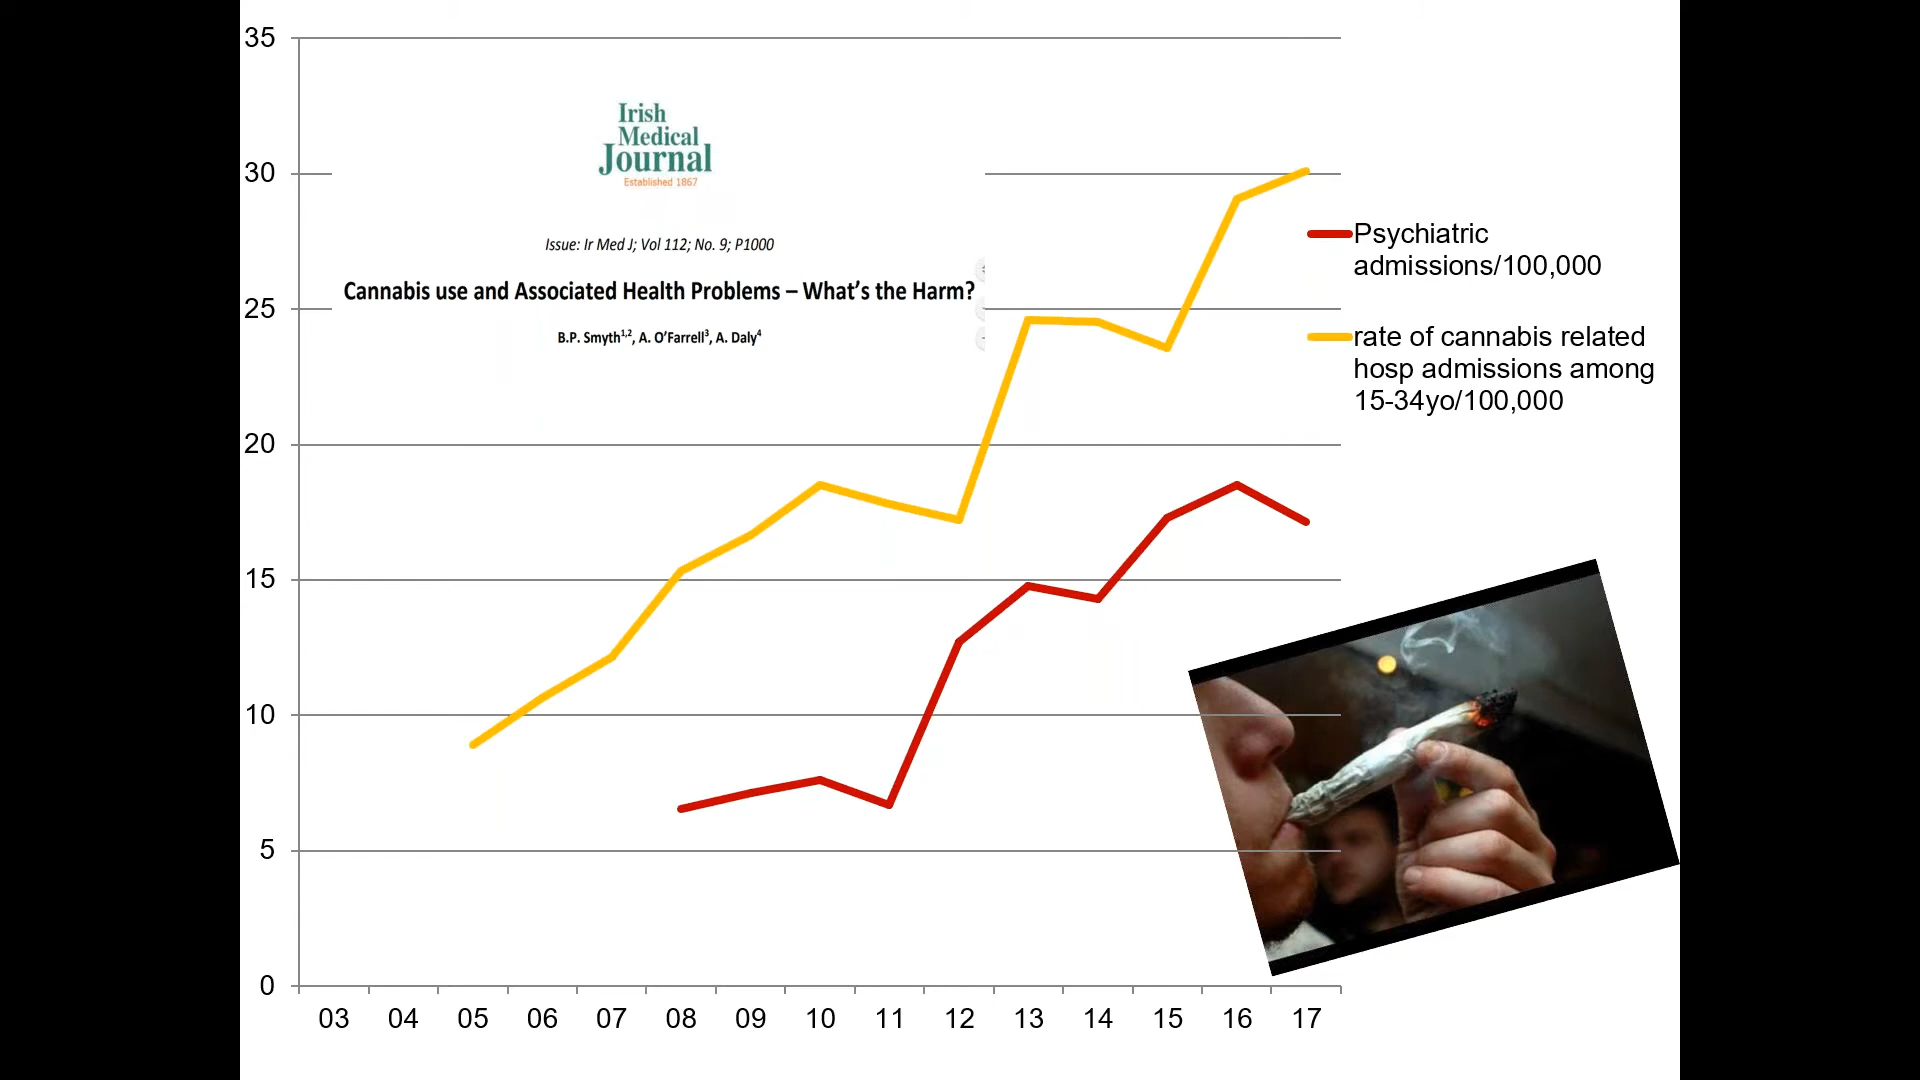 35
30
25
20
15
10
5
0
Irish
Medical
Journal
Established 1867
Issue: Ir Med J; Vol 112; No. 9; P1000
Cannabis use and Associated Health Problems – What's the Harm?
B.P. Smyth1,2, A. O'Farrell3, A. Daly4
Psychiatric
admissions/100,000
rate of cannabis related
hosp admissions among
15-34yo/100,000
03 04 05 06 07 08 09 10 11 12 13 14 15 16 17